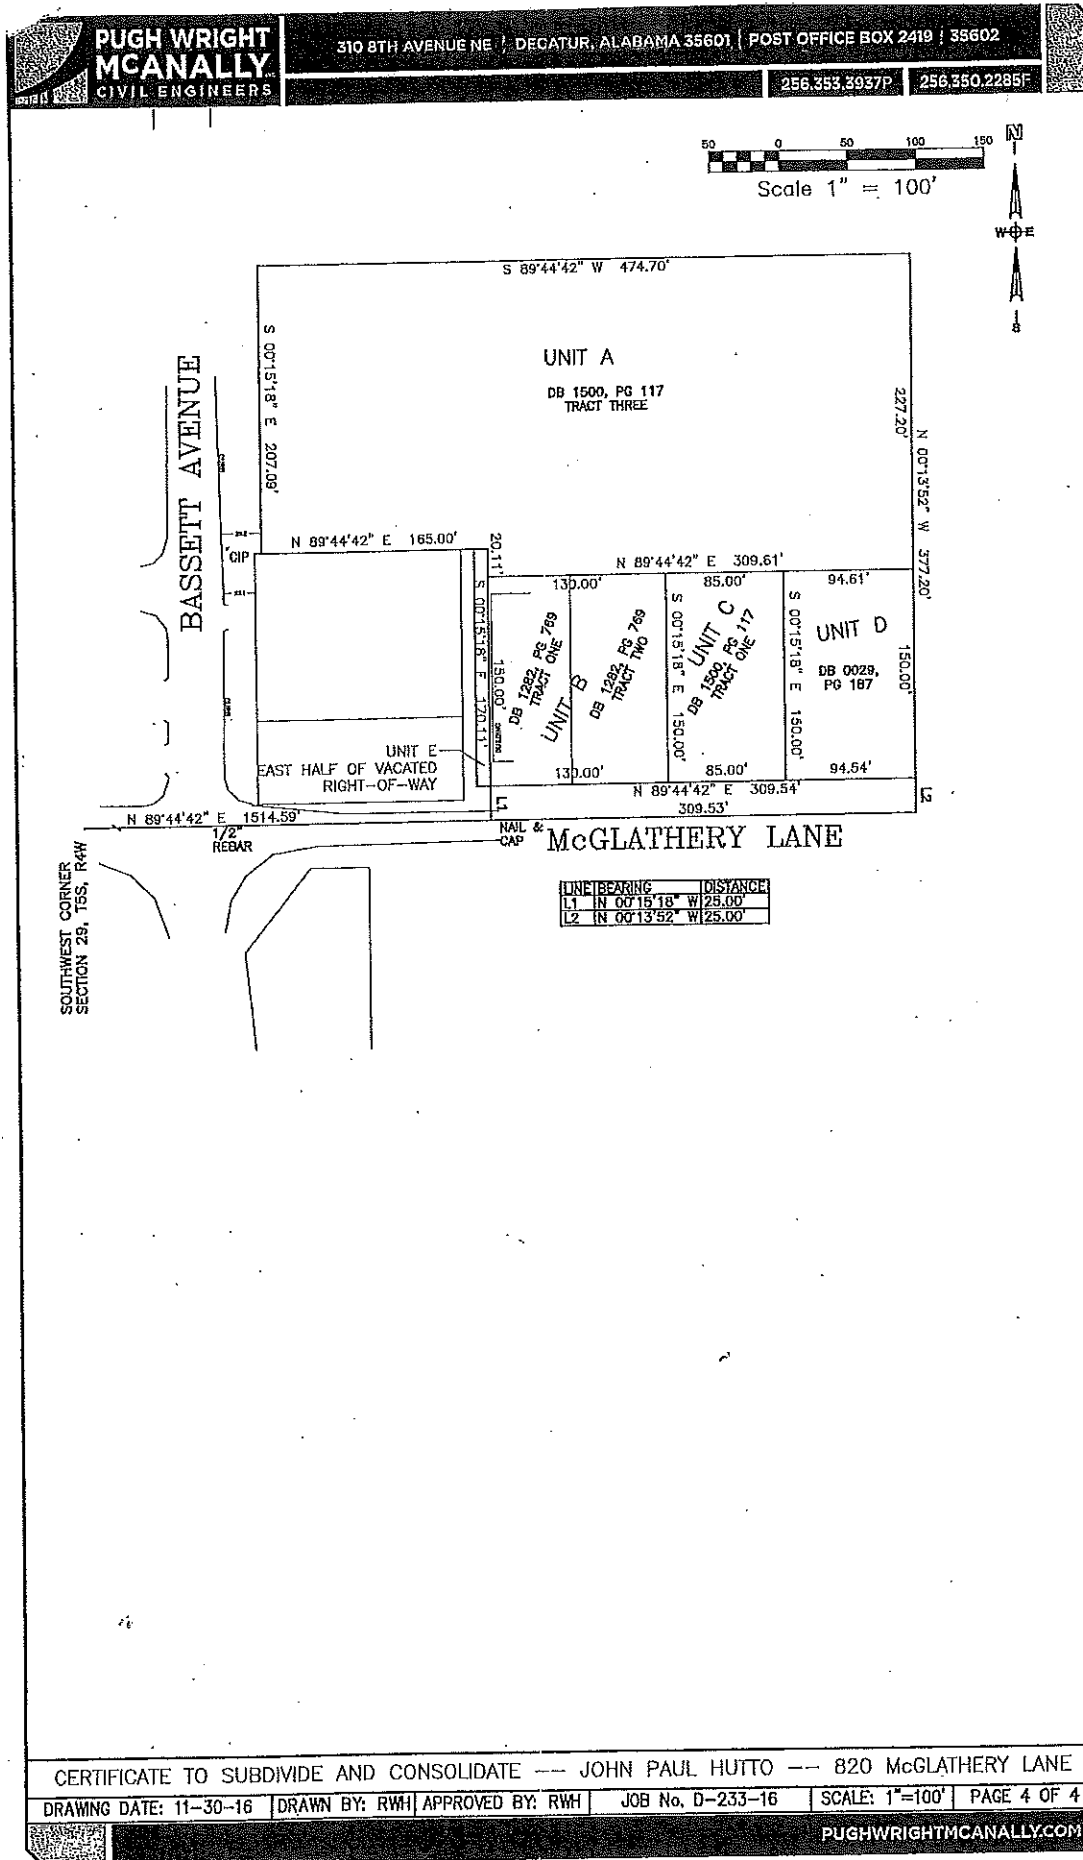 PUGH WRIGHT
MCANALLY
CIVIL ENGINEERS
310 8TH AVENUE NE | DECATUR, ALABAMA 35601 | POST OFFICE BOX 2419 | 35602
256.353.3937P
256.350.2285F
50 0 50 100 150
Scale 1" = 100'
N
W E
S
S 89°44'42" W 474.70'
S 00°15'18" E 207.09'
UNIT A
DB 1500, PG 117
TRACT THREE
227.20'
N 00°13'52" W 377.20'
BASSETT AVENUE
CIP
N 89°44'42" E 165.00'
20.11'
N 89°44'42" E 309.61'
130.00'
85.00'
94.61'
S 00°15'18" E 170.11'
150.00'
DB 1282, PG 769
TRACT ONE
UNIT B
DB 1282, PG 769
TRACT TWO
S 00°15'18" E 150.00'
UNIT C
DB 1500, PG 117
TRACT ONE
S 00°15'18" E 150.00'
UNIT D
DB 0029,
PG 187
150.00'
UNIT E
EAST HALF OF VACATED
RIGHT-OF-WAY
130.00'
85.00'
94.54'
N 89°44'42" E 309.54'
309.53'
L1
L2
N 89°44'42" E 1514.59'
1/2"
REBAR
NAIL &
CAP
McGLATHERY LANE
SOUTHWEST CORNER
SECTION 29, T5S, R4W
LINE BEARING DISTANCE
L1 N 00°15'18" W 25.00'
L2 N 00°13'52" W 25.00'
CERTIFICATE TO SUBDIVIDE AND CONSOLIDATE -- JOHN PAUL HUTTO -- 820 McGLATHERY LANE
DRAWING DATE: 11-30-16 DRAWN BY: RWH APPROVED BY: RWH JOB No. D-233-16 SCALE: 1"=100' PAGE 4 OF 4
PUGHWRIGHTMCANALLY.COM